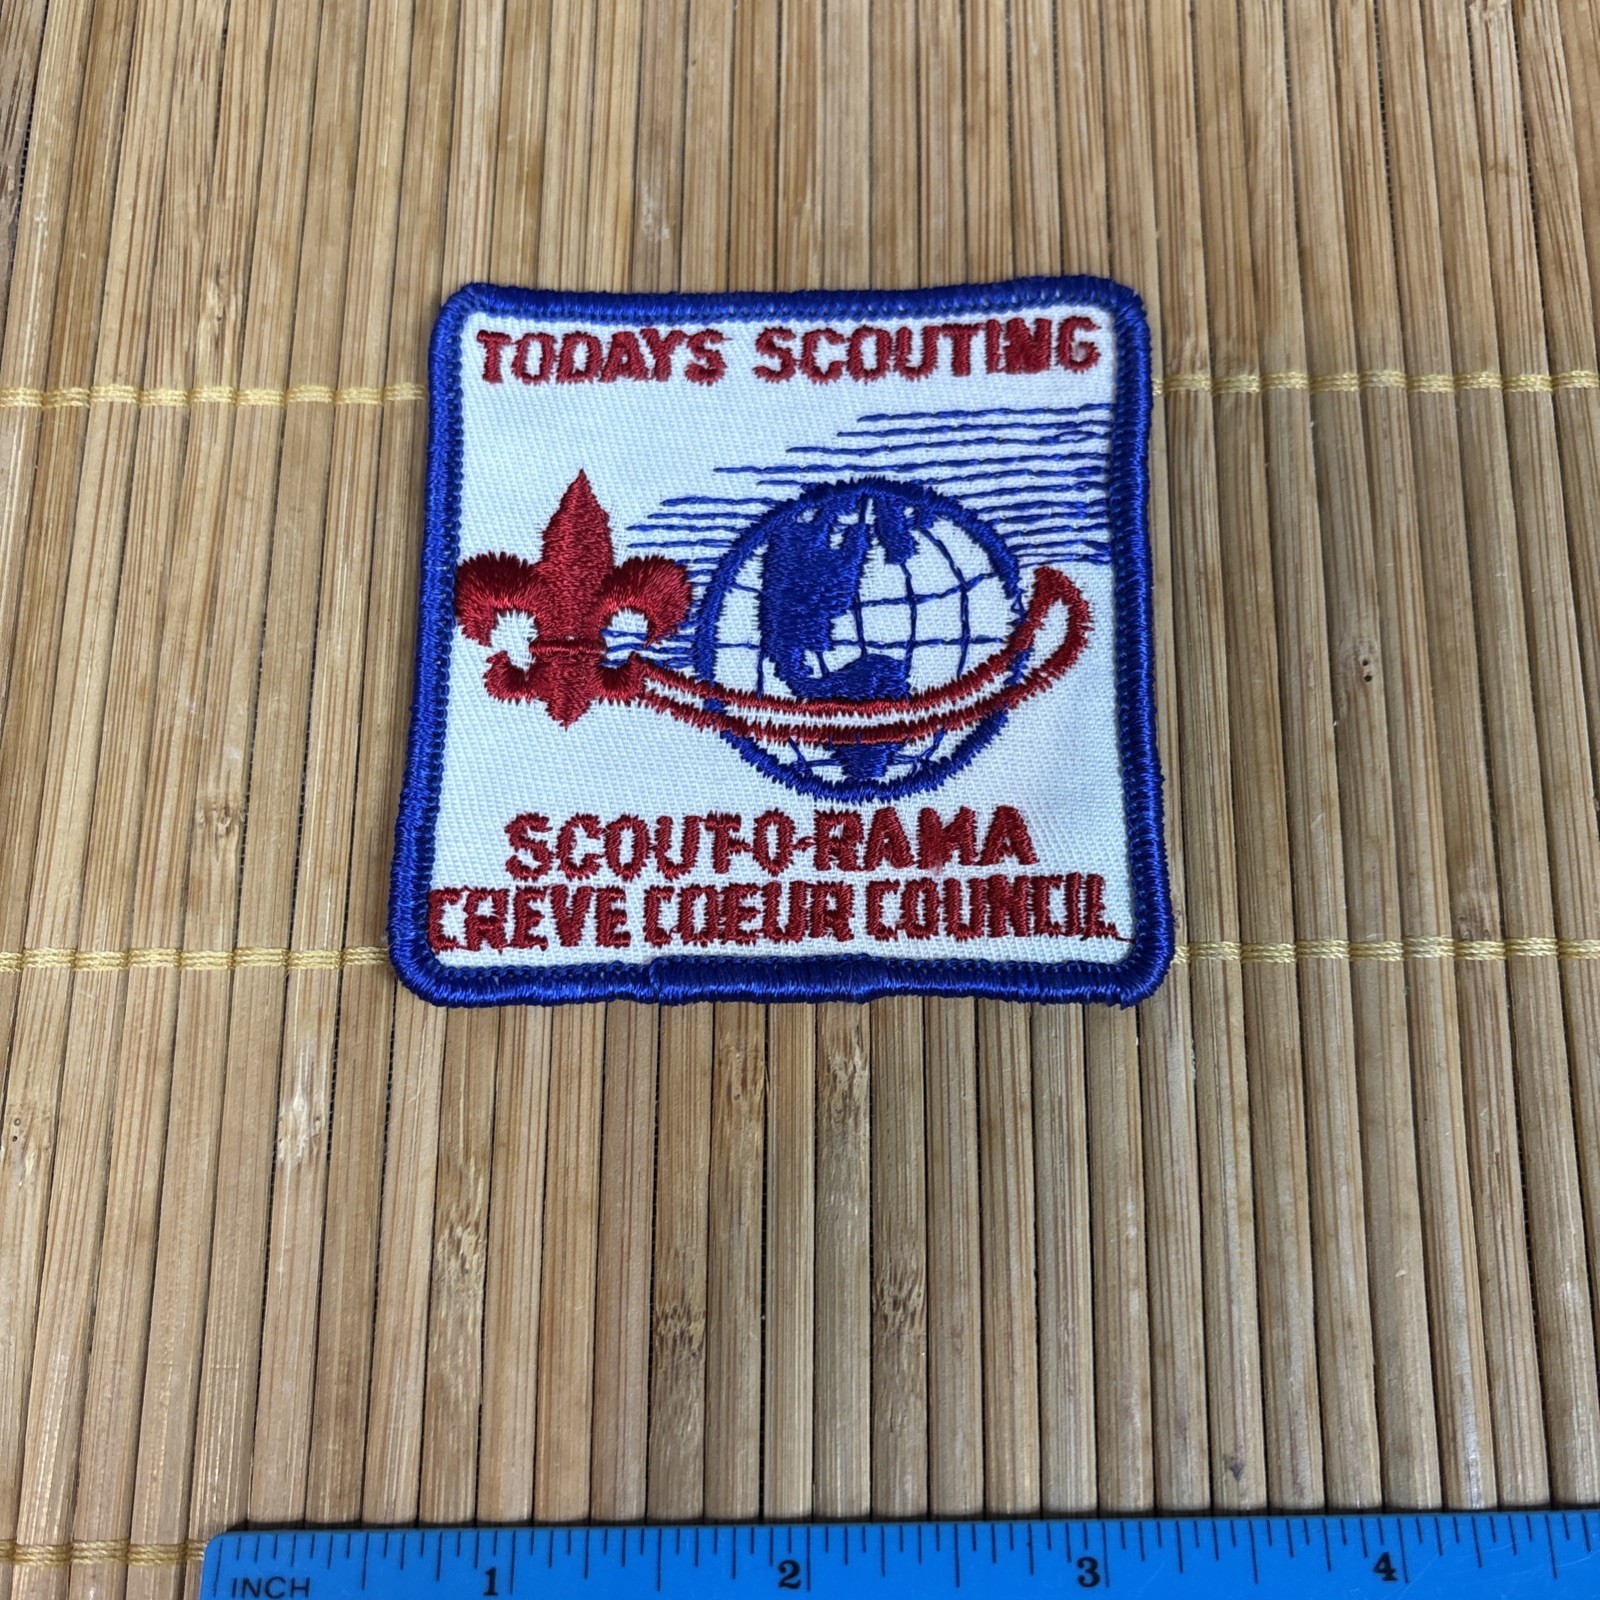 TODAYS SCOUTING
SCOUT-O-RAMA
CREVE COEUR COUNCIL
INCH 1 2 3 4